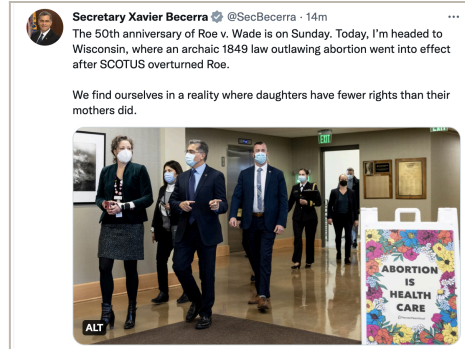 Secretary Xavier Becerra @SecBecerra · 14m
The 50th anniversary of Roe v. Wade is on Sunday. Today, I'm headed to
Wisconsin, where an archaic 1849 law outlawing abortion went into effect
after SCOTUS overturned Roe.
We find ourselves in a reality where daughters have fewer rights than their
mothers did.
EXIT
EXIT
ABORTION
IS
HEALTH
CARE
ALT